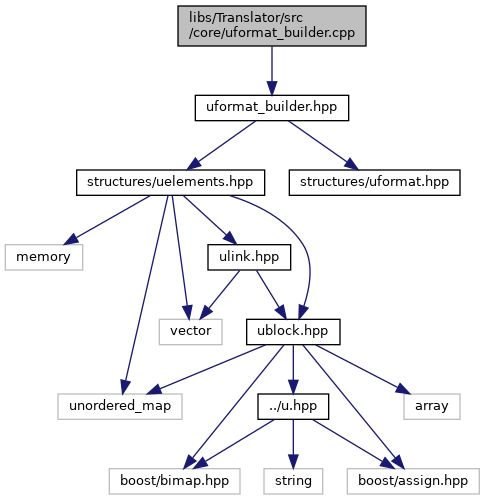 libs/Translator/src
/core/uformat_builder.cpp
uformat_builder.hpp
structures/uelements.hpp
structures/uformat.hpp
memory
ulink.hpp
vector
ublock.hpp
unordered_map
../u.hpp
array
boost/bimap.hpp
string
boost/assign.hpp